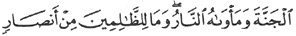 ٱلْجَنَّةَ وَمَأْوَىٰهُ ٱلنَّارُ ۖ وَمَا لِلظَّـٰلِمِينَ مِنْ أَنصَارٍ